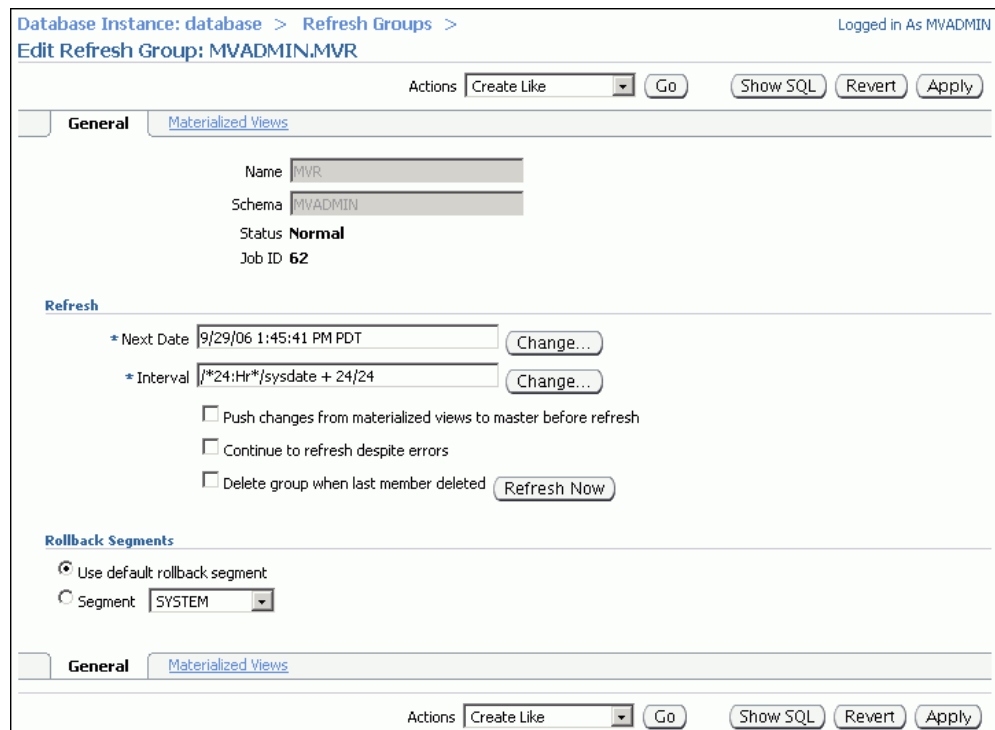 Database Instance: database > Refresh Groups >
Logged in As MVADMIN
Edit Refresh Group: MVADMIN.MVR
Actions Create Like Go Show SQL Revert Apply
General Materialized Views
Name MVR
Schema MVADMIN
Status Normal
Job ID 62
Refresh
* Next Date 9/29/06 1:45:41 PM PDT Change...
* Interval /*24:Hr*/sysdate + 24/24 Change...
Push changes from materialized views to master before refresh
Continue to refresh despite errors
Delete group when last member deleted Refresh Now
Rollback Segments
Use default rollback segment
Segment SYSTEM
General Materialized Views
Actions Create Like Go Show SQL Revert Apply